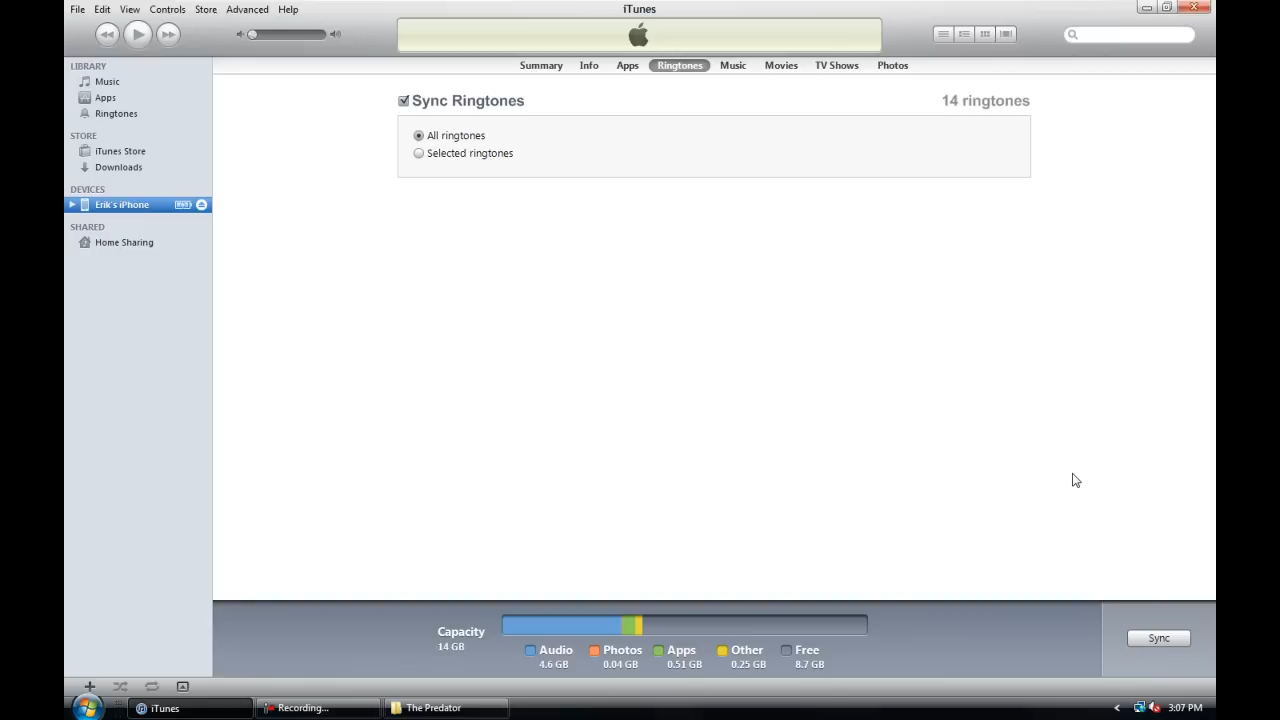 File Edit View Controls Store Advanced Help
iTunes
LIBRARY
Music
Apps
Ringtones
STORE
iTunes Store
Downloads
DEVICES
Erik's iPhone
SHARED
Home Sharing
Summary Info Apps Ringtones Music Movies TV Shows Photos
Sync Ringtones
14 ringtones
All ringtones
Selected ringtones
Capacity
14 GB
Audio Photos Apps Other Free
4.6 GB 0.04 GB 0.51 GB 0.25 GB 8.7 GB
Sync
iTunes Recording... The Predator 3:07 PM